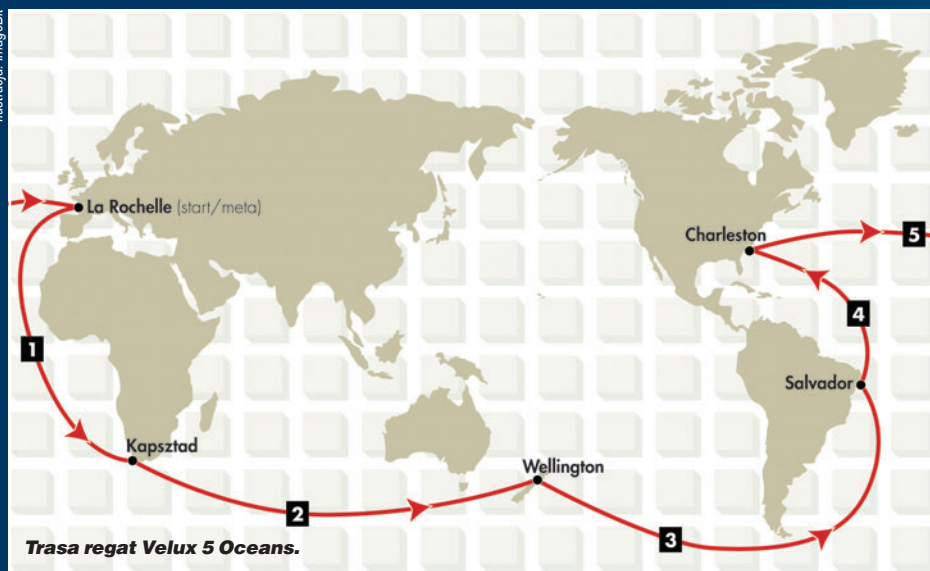 La Rochelle (start/meta)
Charleston
5
4
1
Salvador
Kapsztad
Wellington
2
3
Trasa regat Velux 5 Oceans.